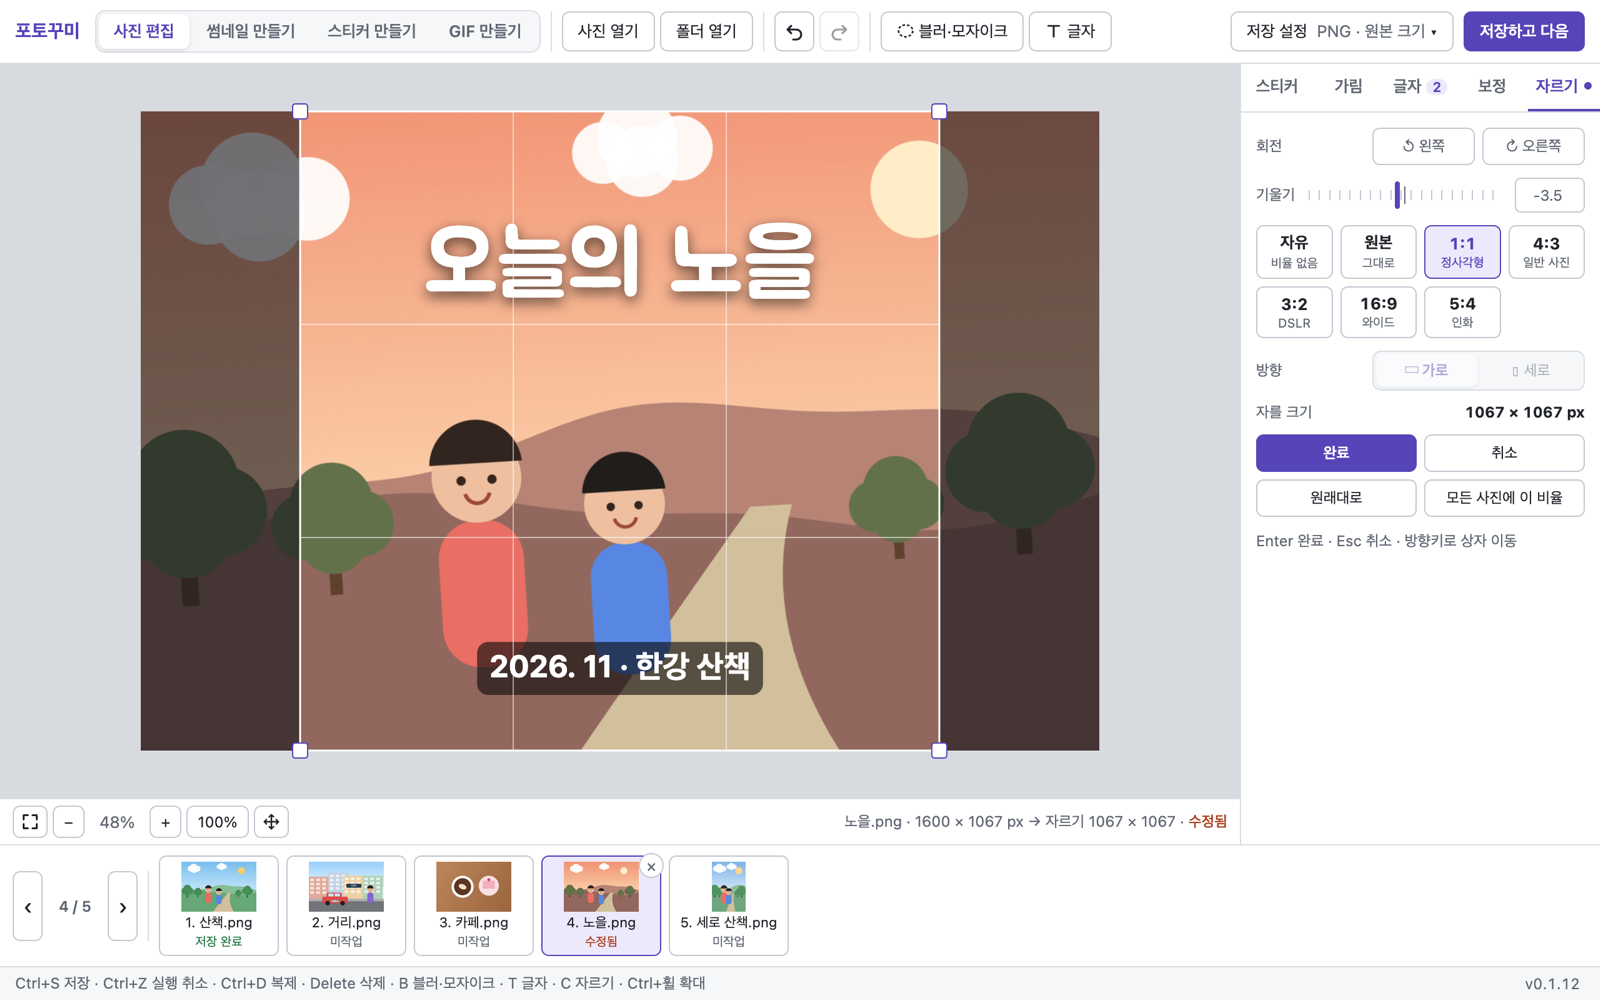 포토꾸미
사진 편집
썸네일 만들기
스티커 만들기
GIF 만들기
사진 열기
폴더 열기
블러·모자이크
T 글자
저장 설정 PNG · 원본 크기 ▾
저장하고 다음
스티커
가림
글자 2
보정
자르기
회전
왼쪽
오른쪽
기울기
-3.5
자유
비율 없음
원본
그대로
1:1
정사각형
4:3
일반 사진
3:2
DSLR
16:9
와이드
5:4
인화
방향
가로
세로
자를 크기
1067 × 1067 px
완료
취소
원래대로
모든 사진에 이 비율
Enter 완료 · Esc 취소 · 방향키로 상자 이동
오늘의 노을
2026. 11 · 한강 산책
−
48%
+
100%
노을.png · 1600 × 1067 px → 자르기 1067 × 1067 · 수정됨
‹
4 / 5
›
1. 산책.png
저장 완료
2. 거리.png
미작업
3. 카페.png
미작업
4. 노을.png
수정됨
5. 세로 산책.png
미작업
Ctrl+S 저장 · Ctrl+Z 실행 취소 · Ctrl+D 복제 · Delete 삭제 · B 블러·모자이크 · T 글자 · C 자르기 · Ctrl+휠 확대
v0.1.12